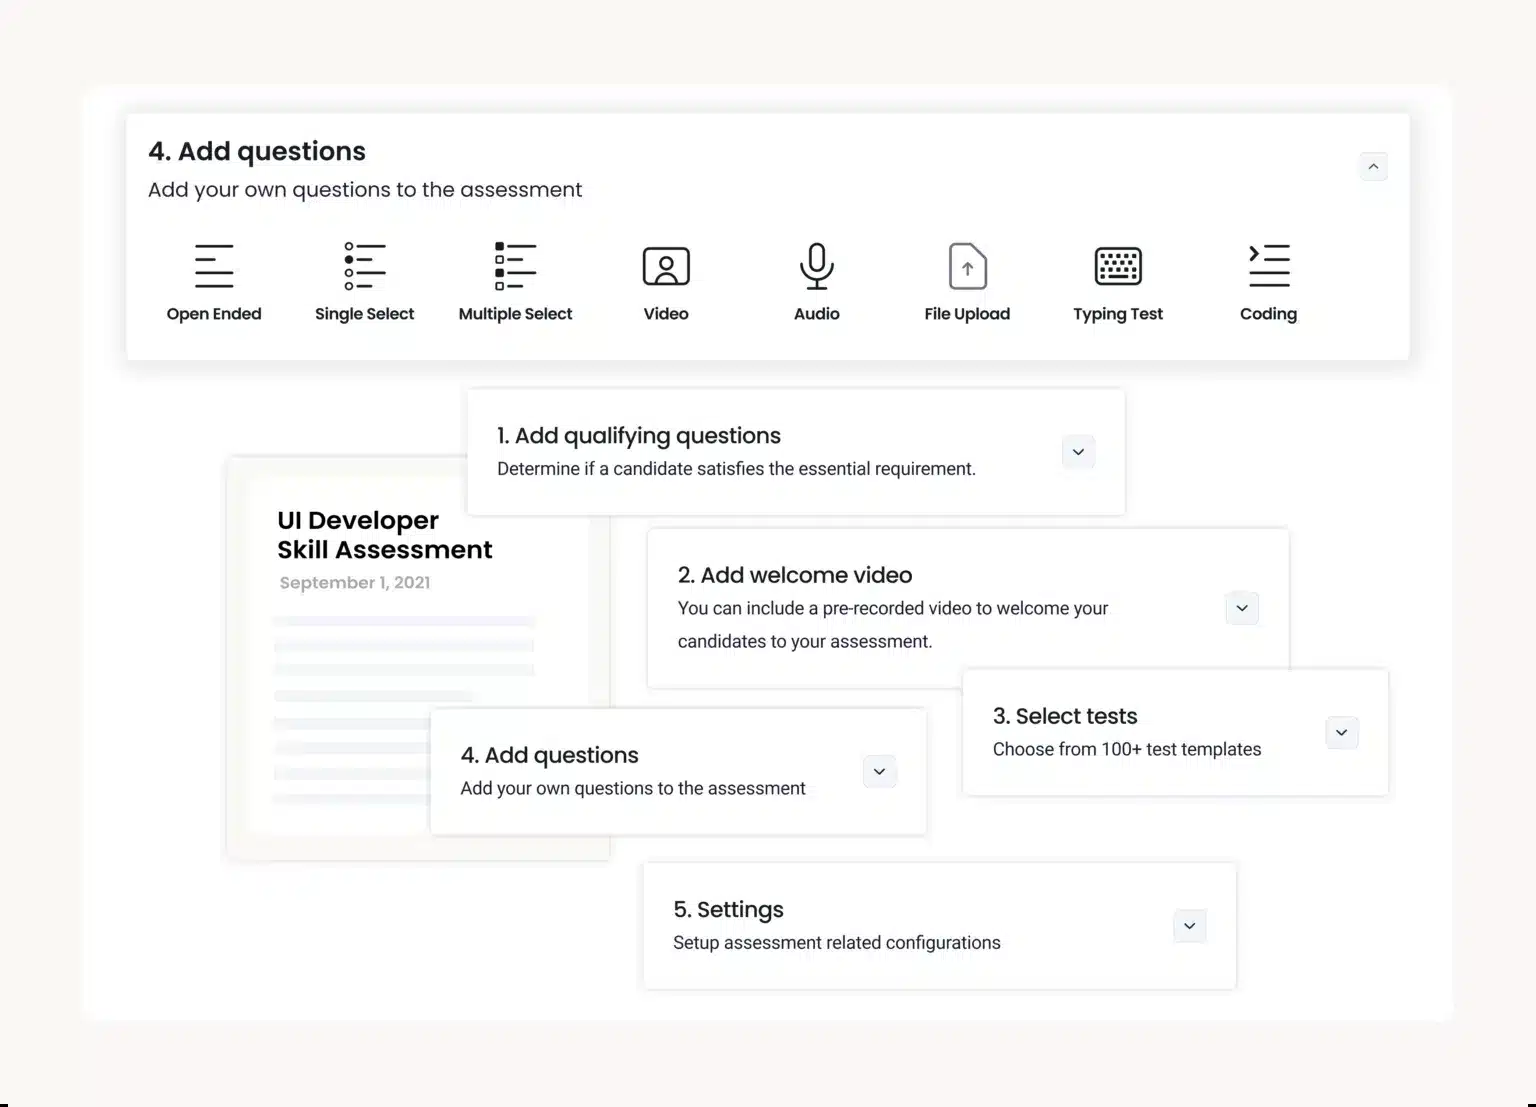 4. Add questions
Add your own questions to the assessment
Open Ended
Single Select
Multiple Select
Video
Audio
File Upload
Typing Test
Coding
1. Add qualifying questions
Determine if a candidate satisfies the essential requirement.
UI Developer
Skill Assessment
September 1, 2021
2. Add welcome video
You can include a pre-recorded video to welcome your
candidates to your assessment.
3. Select tests
Choose from 100+ test templates
4. Add questions
Add your own questions to the assessment
5. Settings
Setup assessment related configurations